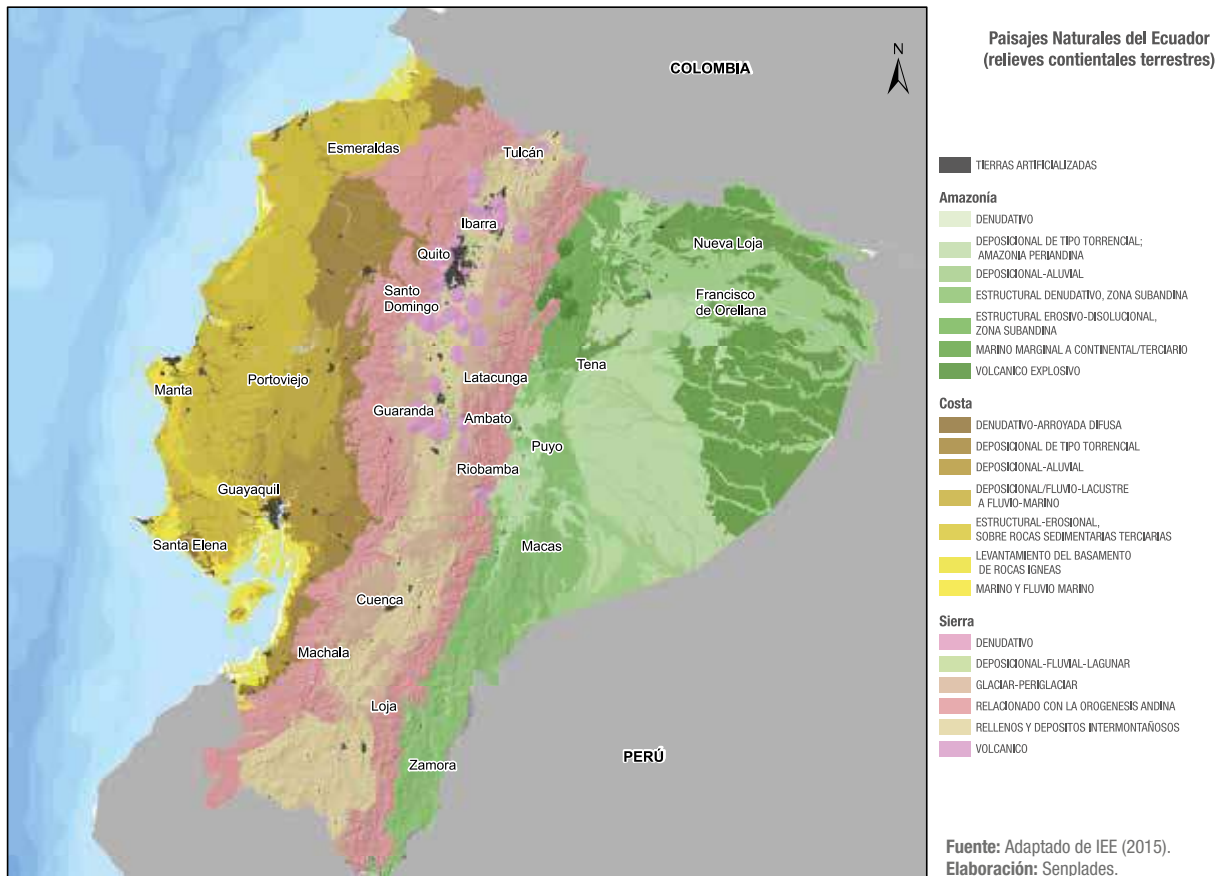 Paisajes Naturales del Ecuador
(relieves contientales terrestres)
N
COLOMBIA
Esmeraldas
Tulcán
Ibarra
Quito
Nueva Loja
Santo
Domingo
Francisco
de Orellana
Tena
Manta
Portoviejo
Latacunga
Guaranda
Ambato
Puyo
Riobamba
Guayaquil
Santa Elena
Macas
Cuenca
Machala
Loja
Zamora
PERÚ
TIERRAS ARTIFICIALIZADAS
Amazonía
DENUDATIVO
DEPOSICIONAL DE TIPO TORRENCIAL;
AMAZONIA PERIANDINA
DEPOSICIONAL-ALUVIAL
ESTRUCTURAL DENUDATIVO, ZONA SUBANDINA
ESTRUCTURAL EROSIVO-DISOLUCIONAL,
ZONA SUBANDINA
MARINO MARGINAL A CONTINENTAL/TERCIARIO
VOLCANICO EXPLOSIVO
Costa
DENUDATIVO-ARROYADA DIFUSA
DEPOSICIONAL DE TIPO TORRENCIAL
DEPOSICIONAL-ALUVIAL
DEPOSICIONAL/FLUVIO-LACUSTRE
A FLUVIO-MARINO
ESTRUCTURAL-EROSIONAL,
SOBRE ROCAS SEDIMENTARIAS TERCIARIAS
LEVANTAMIENTO DEL BASAMENTO
DE ROCAS IGNEAS
MARINO Y FLUVIO MARINO
Sierra
DENUDATIVO
DEPOSICIONAL-FLUVIAL-LAGUNAR
GLACIAR-PERIGLACIAR
RELACIONADO CON LA OROGENESIS ANDINA
RELLENOS Y DEPOSITOS INTERMONTAÑOSOS
VOLCANICO
Fuente: Adaptado de IEE (2015).
Elaboración: Senplades.